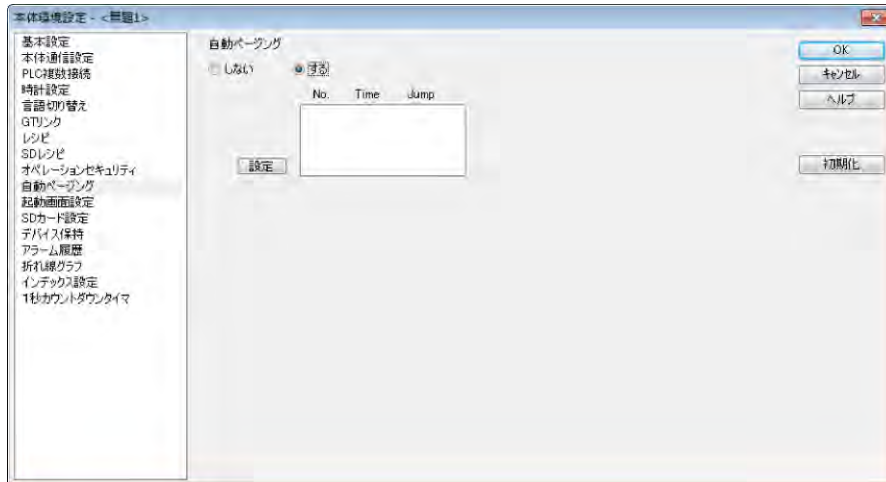 本体環境設定 - <無題1>
基本設定
本体通信設定
PLC複数接続
時計設定
言語切り替え
GTリンク
レシピ
SDレシピ
オペレーションセキュリティ
自動ページング
起動画面設定
SDカード設定
デバイス保持
アラーム履歴
折れ線グラフ
インデックス設定
1秒カウントダウンタイマ
自動ページング
しない する
No. Time Jump
設定
OK
キャンセル
ヘルプ
初期化